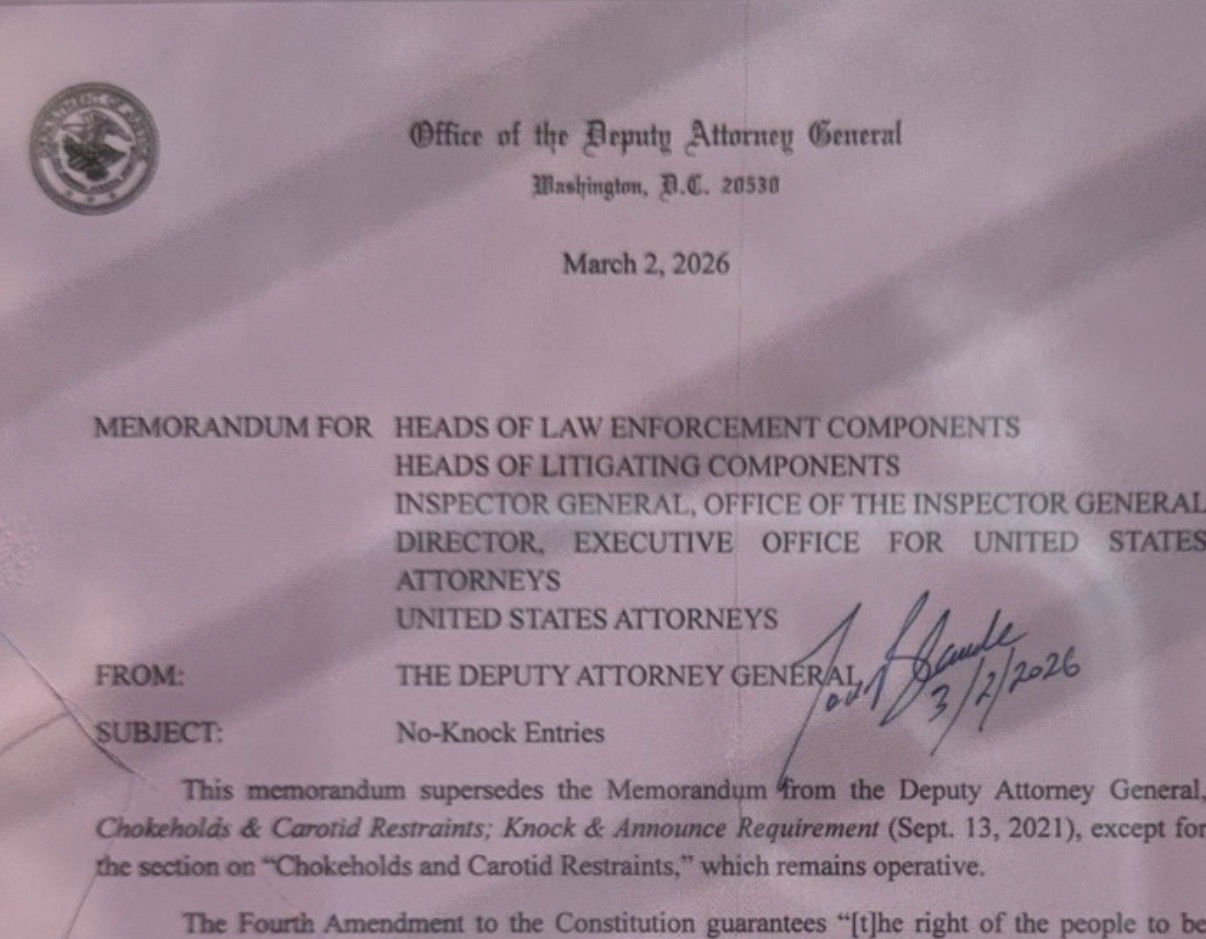 Office of the Deputy Attorney General
Washington, D.C. 20530
March 2, 2026
MEMORANDUM FOR HEADS OF LAW ENFORCEMENT COMPONENTS
HEADS OF LITIGATING COMPONENTS
INSPECTOR GENERAL, OFFICE OF THE INSPECTOR GENERAL
DIRECTOR, EXECUTIVE OFFICE FOR UNITED STATES
ATTORNEYS
UNITED STATES ATTORNEYS
FROM: THE DEPUTY ATTORNEY GENERAL
3/2/2026
SUBJECT: No-Knock Entries
This memorandum supersedes the Memorandum from the Deputy Attorney General,
Chokeholds & Carotid Restraints; Knock & Announce Requirement (Sept. 13, 2021), except for
the section on “Chokeholds and Carotid Restraints,” which remains operative.
The Fourth Amendment to the Constitution guarantees “[t]he right of the people to be